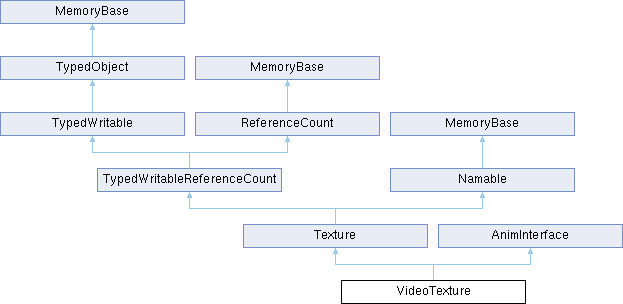 MemoryBase
TypedObject
MemoryBase
TypedWritable
ReferenceCount
MemoryBase
TypedWritableReferenceCount
Namable
Texture
AnimInterface
VideoTexture